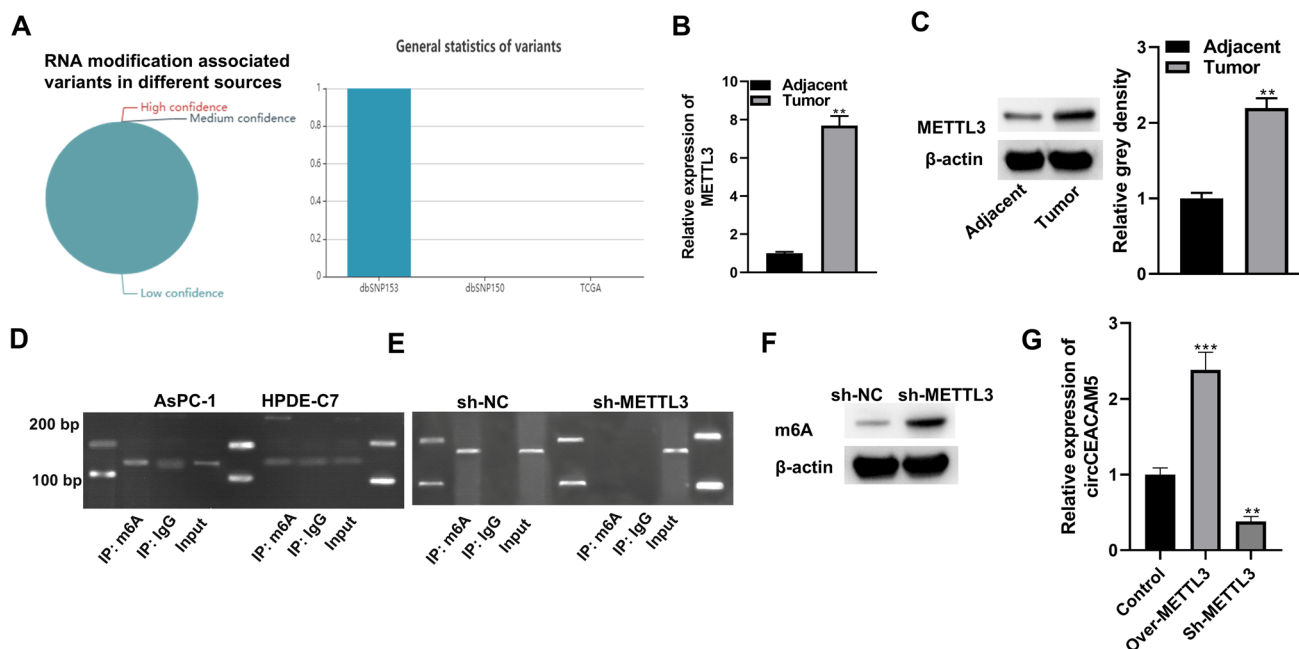 A
RNA modification associated
variants in different sources
High confidence
Medium confidence
Low confidence
General statistics of variants
1
0.8
0.6
0.4
0.2
0
dbSNP153
dbSNP150
TCGA
B
Relative expression of
METTL3
10
8
6
4
2
0
Adjacent
Tumor
**
C
METTL3
β-actin
Adjacent
Tumor
Relative grey density
3
2
1
0
Adjacent
Tumor
**
D
AsPC-1
HPDE-C7
200 bp
100 bp
IP: m6A
IP: IgG
Input
IP: m6A
IP: IgG
Input
E
sh-NC
sh-METTL3
IP: m6A
IP: IgG
Input
IP: m6A
IP: IgG
Input
F
sh-NC sh-METTL3
m6A
β-actin
G
Relative expression of
circCEACAM5
3
2
1
0
***
**
Control
Over-METTL3
Sh-METTL3